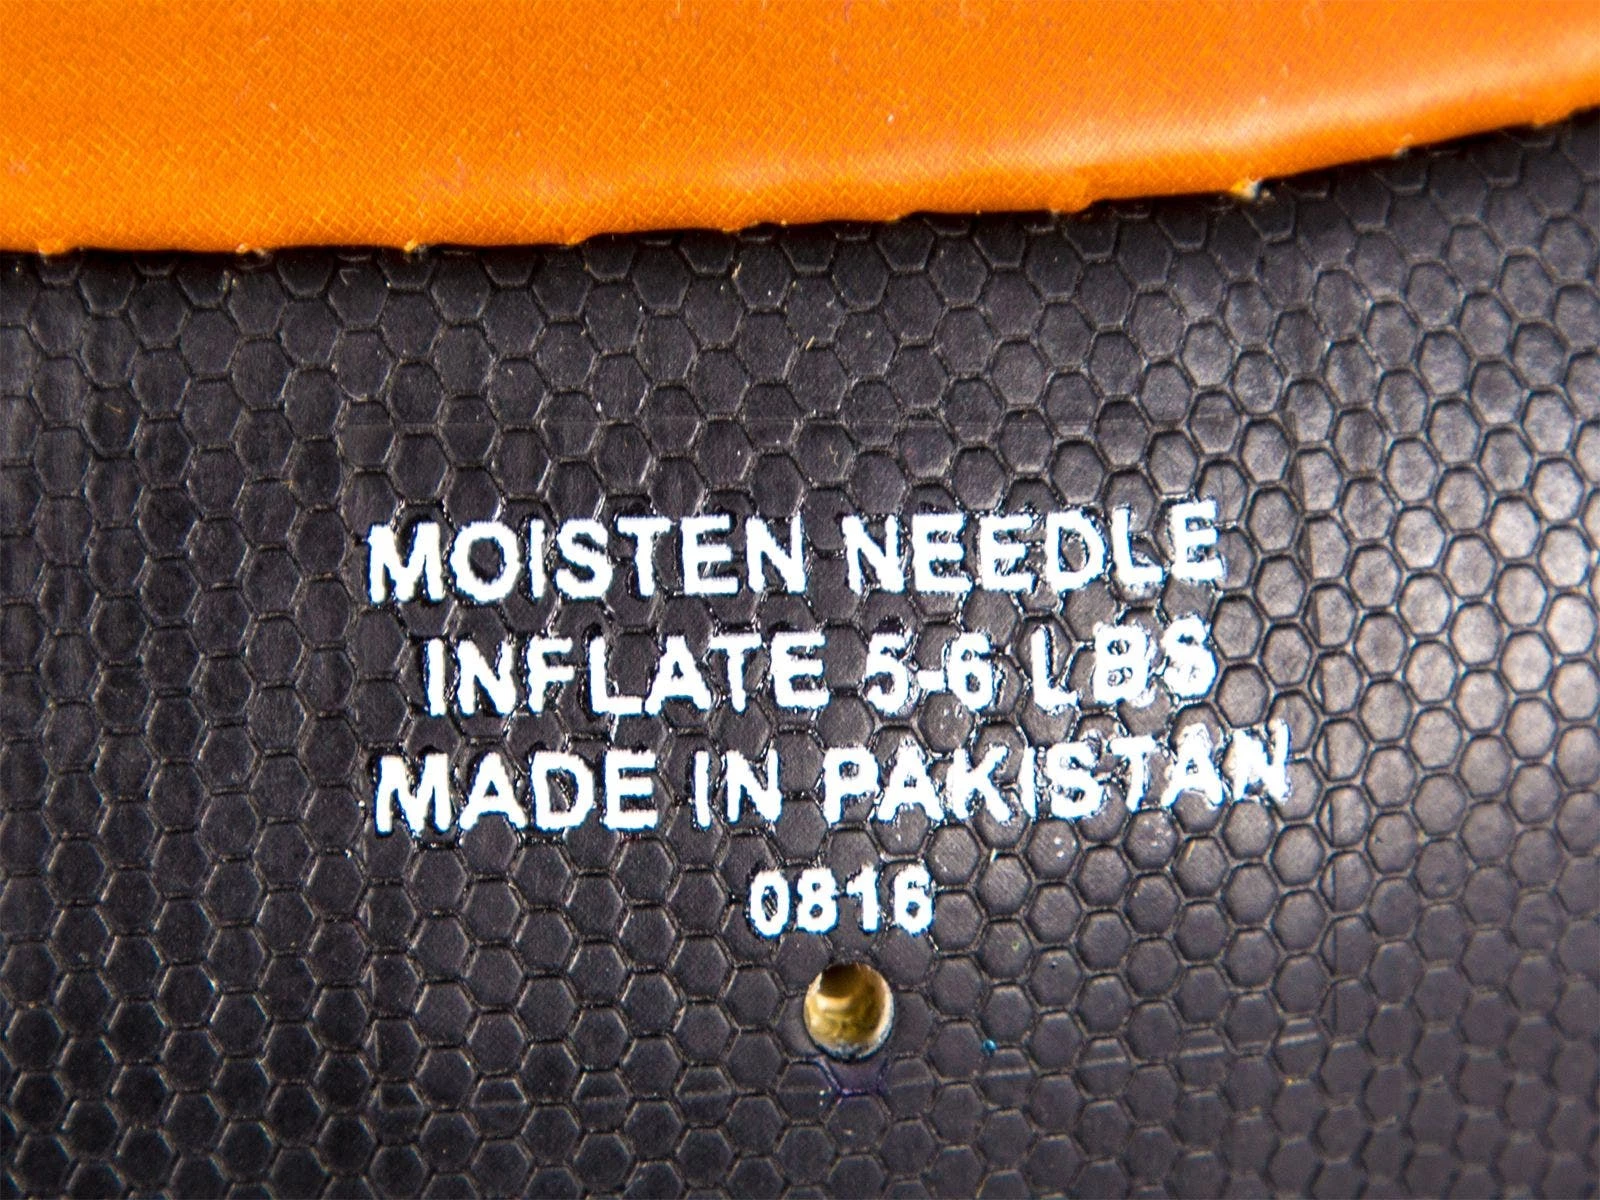 MOISTEN NEEDLE
INFLATE 5-6 LBS
MADE IN PAKISTAN
0816